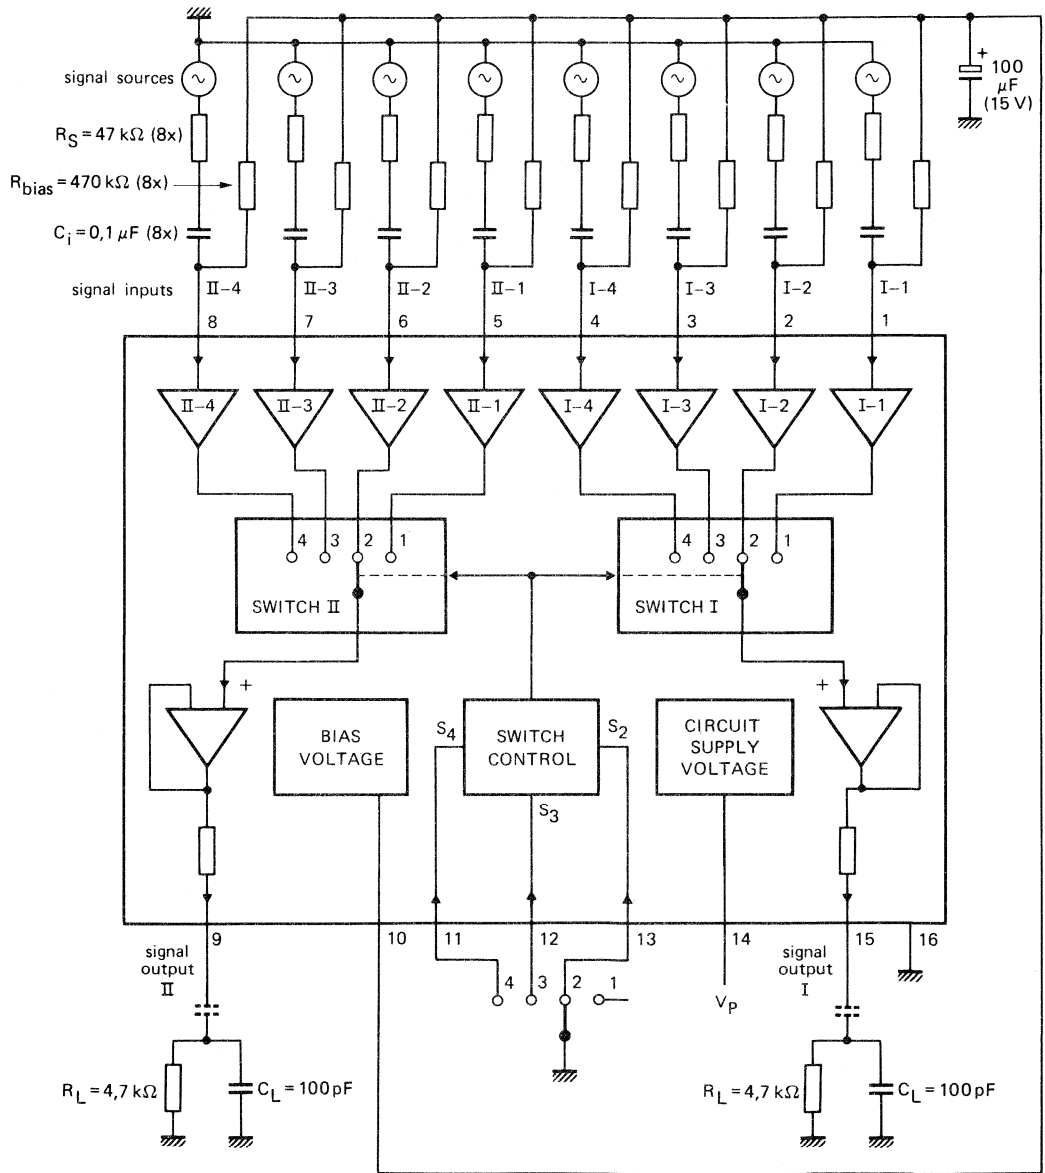 signal sources
+
100
μF
(15 V)
R_S = 47 kΩ (8x)
R_bias = 470 kΩ (8x)
C_i = 0,1 μF (8x)
signal inputs
II–4 II–3 II–2 II–1 I–4 I–3 I–2 I–1
8 7 6 5 4 3 2 1
II–4 II–3 II–2 II–1 I–4 I–3 I–2 I–1
4 3 2 1
SWITCH II
4 3 2 1
SWITCH I
+
+
BIAS
VOLTAGE
S4
SWITCH
CONTROL
S2
S3
CIRCUIT
SUPPLY
VOLTAGE
9 10 11 12 13 14 15 16
signal
output
II
4 3 2 1
V_P
signal
output
I
R_L = 4,7 kΩ
C_L = 100 pF
R_L = 4,7 kΩ
C_L = 100 pF